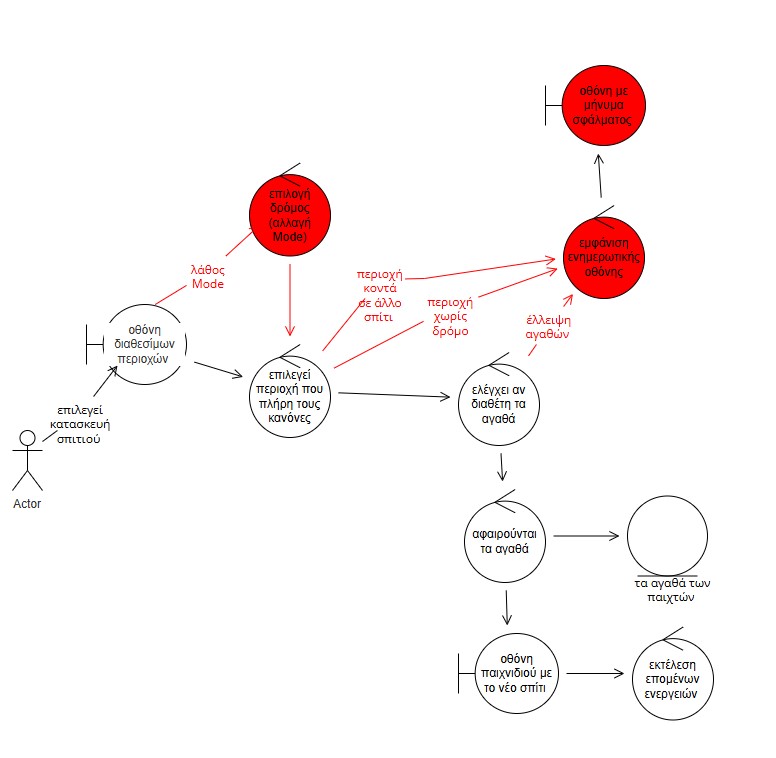 οθόνη με
μήνυμα
σφάλματος
επιλογή
δρόμος
(αλλαγή
Mode)
εμφάνιση
ενημερωτικής
οθόνης
λάθος
Mode
περιοχή
κοντά
σε άλλο
σπίτι
περιοχή
χωρίς
δρόμο
έλλειψη
αγαθών
οθόνη
διαθεσίμων
περιοχών
επιλεγεί
περιοχή που
πλήρη τους
κανόνες
ελέγχει αν
διαθέτη τα
αγαθά
επιλεγεί
κατασκευή
σπιτιού
Actor
αφαιρούνται
τα αγαθά
τα αγαθά των
παιχτών
οθόνη
παιχνιδιού με
το νέο σπίτι
εκτέλεση
επομένων
ενεργειών